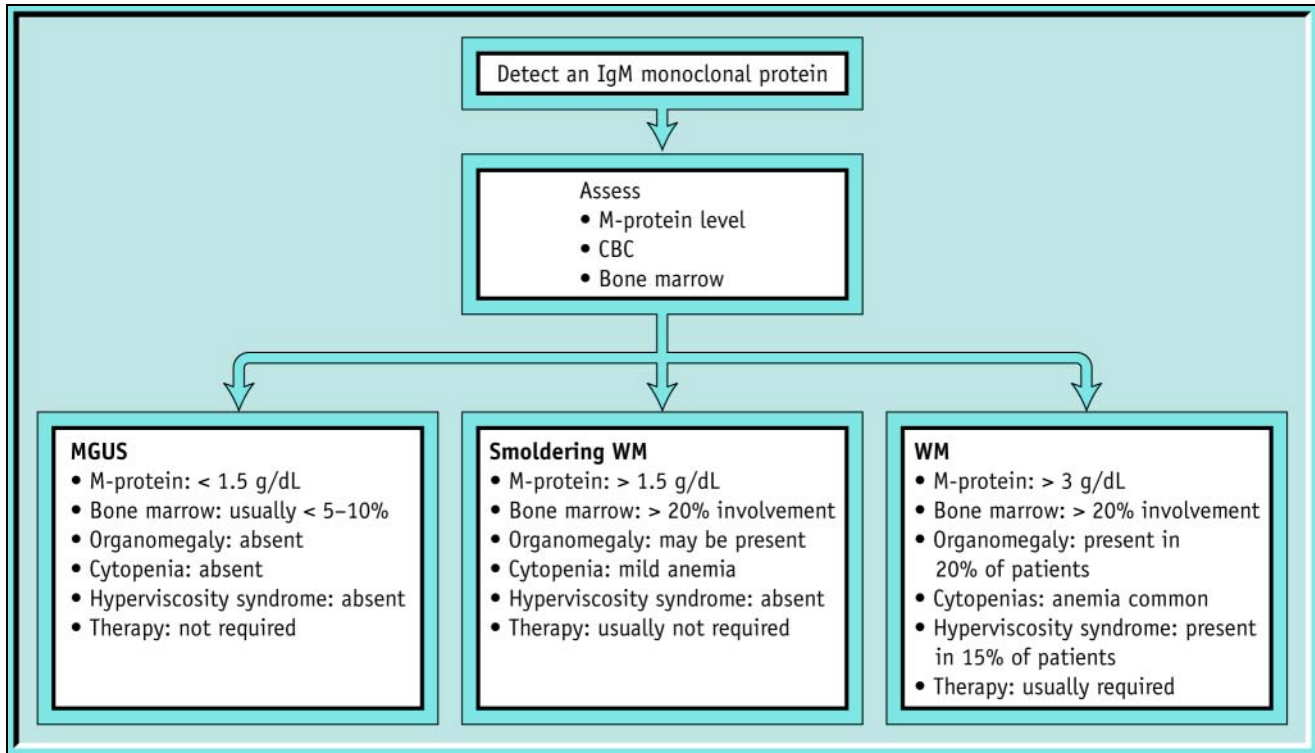 Detect an IgM monoclonal protein
Assess
• M-protein level
• CBC
• Bone marrow
MGUS
• M-protein: < 1.5 g/dL
• Bone marrow: usually < 5–10%
• Organomegaly: absent
• Cytopenia: absent
• Hyperviscosity syndrome: absent
• Therapy: not required
Smoldering WM
• M-protein: > 1.5 g/dL
• Bone marrow: > 20% involvement
• Organomegaly: may be present
• Cytopenia: mild anemia
• Hyperviscosity syndrome: absent
• Therapy: usually not required
WM
• M-protein: > 3 g/dL
• Bone marrow: > 20% involvement
• Organomegaly: present in
20% of patients
• Cytopenias: anemia common
• Hyperviscosity syndrome: present
in 15% of patients
• Therapy: usually required